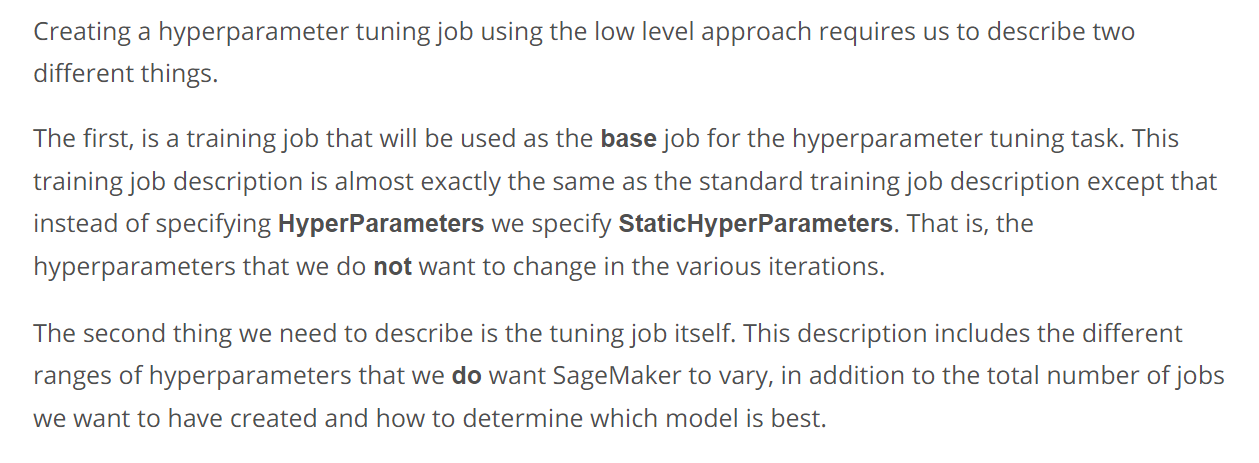 Creating a hyperparameter tuning job using the low level approach requires us to describe two
different things.
The first, is a training job that will be used as the base job for the hyperparameter tuning task. This
training job description is almost exactly the same as the standard training job description except that
instead of specifying HyperParameters we specify StaticHyperParameters. That is, the
hyperparameters that we do not want to change in the various iterations.
The second thing we need to describe is the tuning job itself. This description includes the different
ranges of hyperparameters that we do want SageMaker to vary, in addition to the total number of jobs
we want to have created and how to determine which model is best.